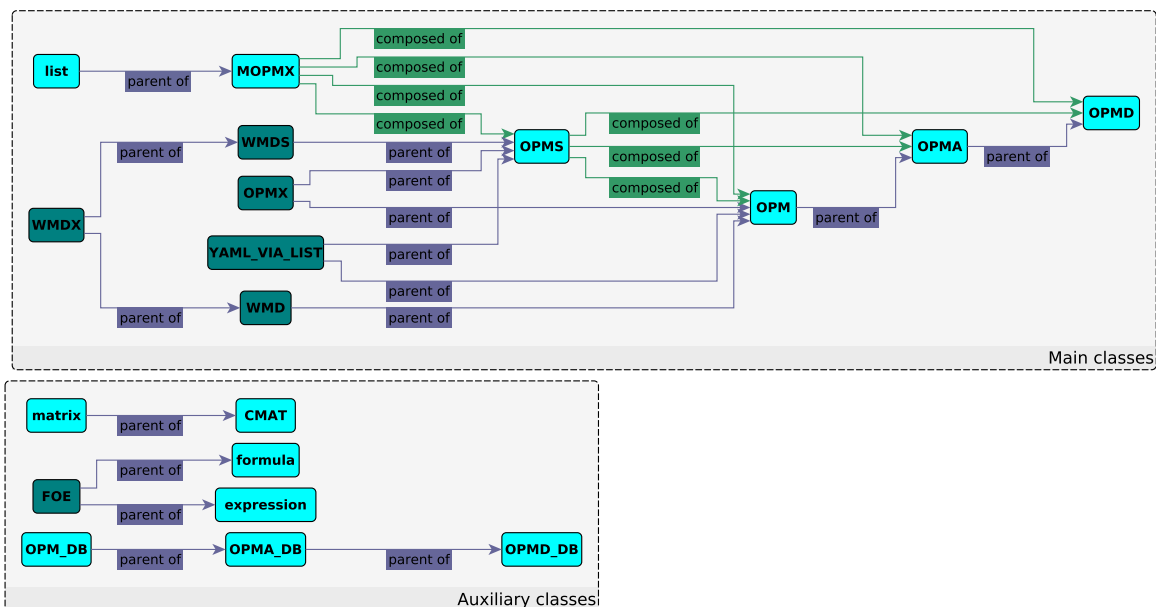 composed of
list
MOPMX
composed of
parent of
composed of
OPMD
composed of
composed of
WMDS
OPMS
OPMA
parent of
parent of
composed of
parent of
OPMX
parent of
composed of
OPM
WMDX
parent of
parent of
YAML_VIA_LIST
parent of
parent of
WMD
parent of
parent of
Main classes
matrix
CMAT
parent of
formula
parent of
FOE
expression
parent of
OPM_DB
OPMA_DB
OPMD_DB
parent of
parent of
Auxiliary classes